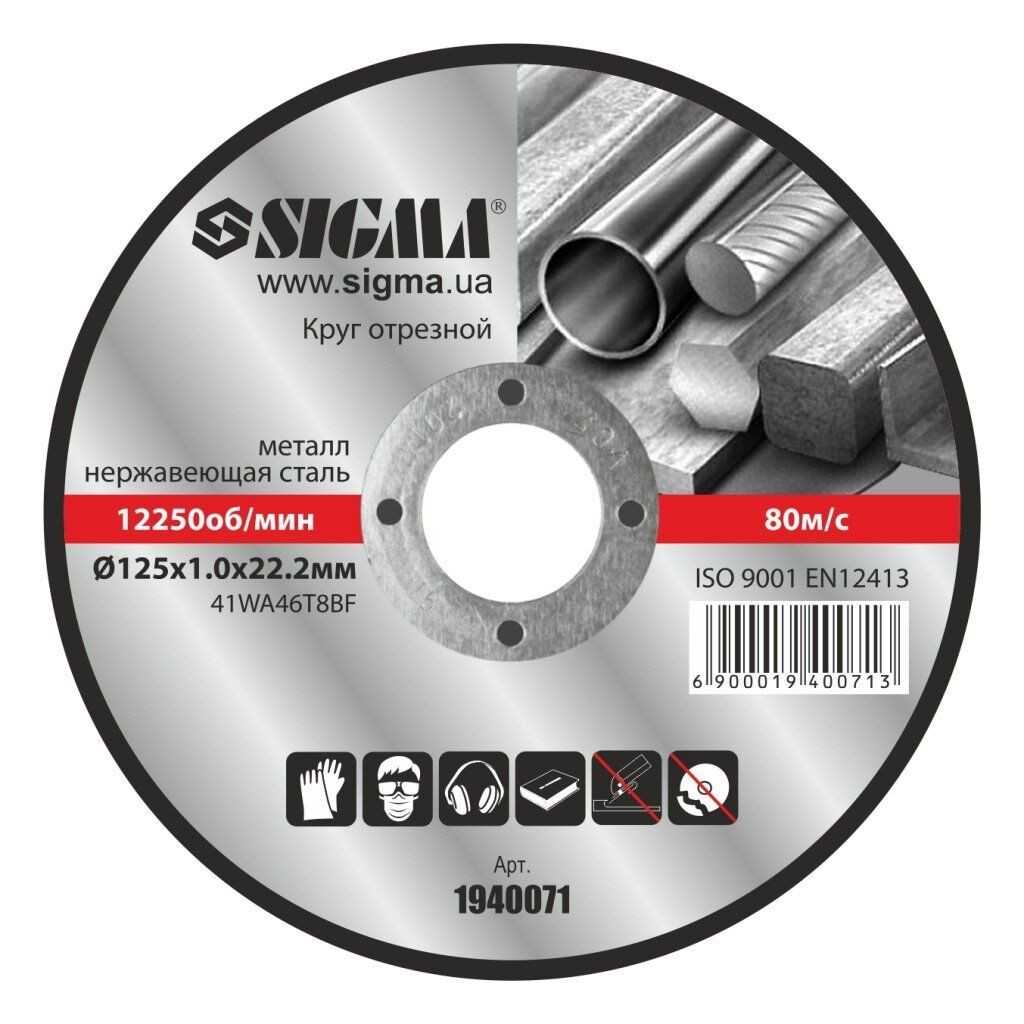 SIGMA®
www.sigma.ua
Круг отрезной
металл
нержавеющая сталь
12250об/мин
80м/с
Ø125x1.0x22.2мм
41WA46T8BF
ISO 9001 EN12413
6 900019 400713
Арт.
1940071